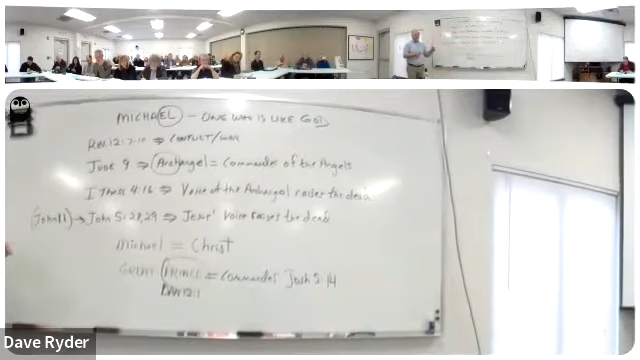 MICHAEL - ONE WHO IS LIKE GOD
REV. 12:7-10 ⇒ CONFLICT/WAR
JUDE 9 ⇒ Archangel = Commander of the Angels
I Thess 4:16 ⇒ Voice of the Archangel raises the dead
(John 11) → John 5:28,29 ⇒ Jesus' Voice raises the dead
Michael = Christ
GREAT PRINCE = Commander Josh 5:14
DAN 12:1
Dave Ryder